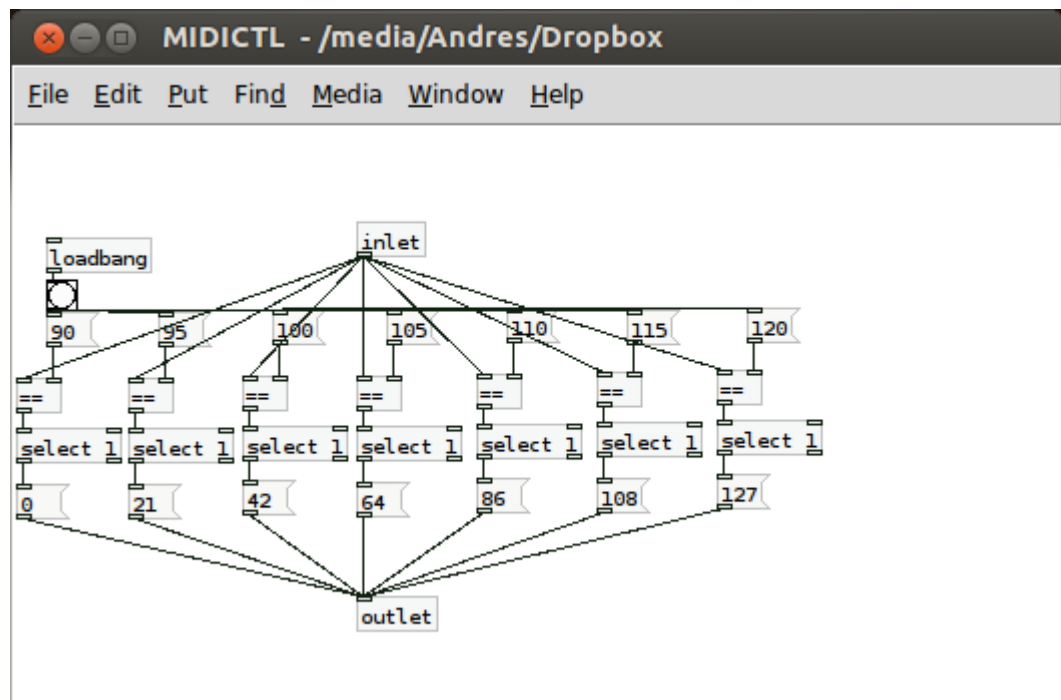 MIDICTL - /media/Andres/Dropbox
File Edit Put Find Media Window Help
inlet
loadbang
90 95 100 105 110 115 120
== == == == == == ==
select 1 select 1 select 1 select 1 select 1 select 1 select 1
0 21 42 64 86 108 127
outlet